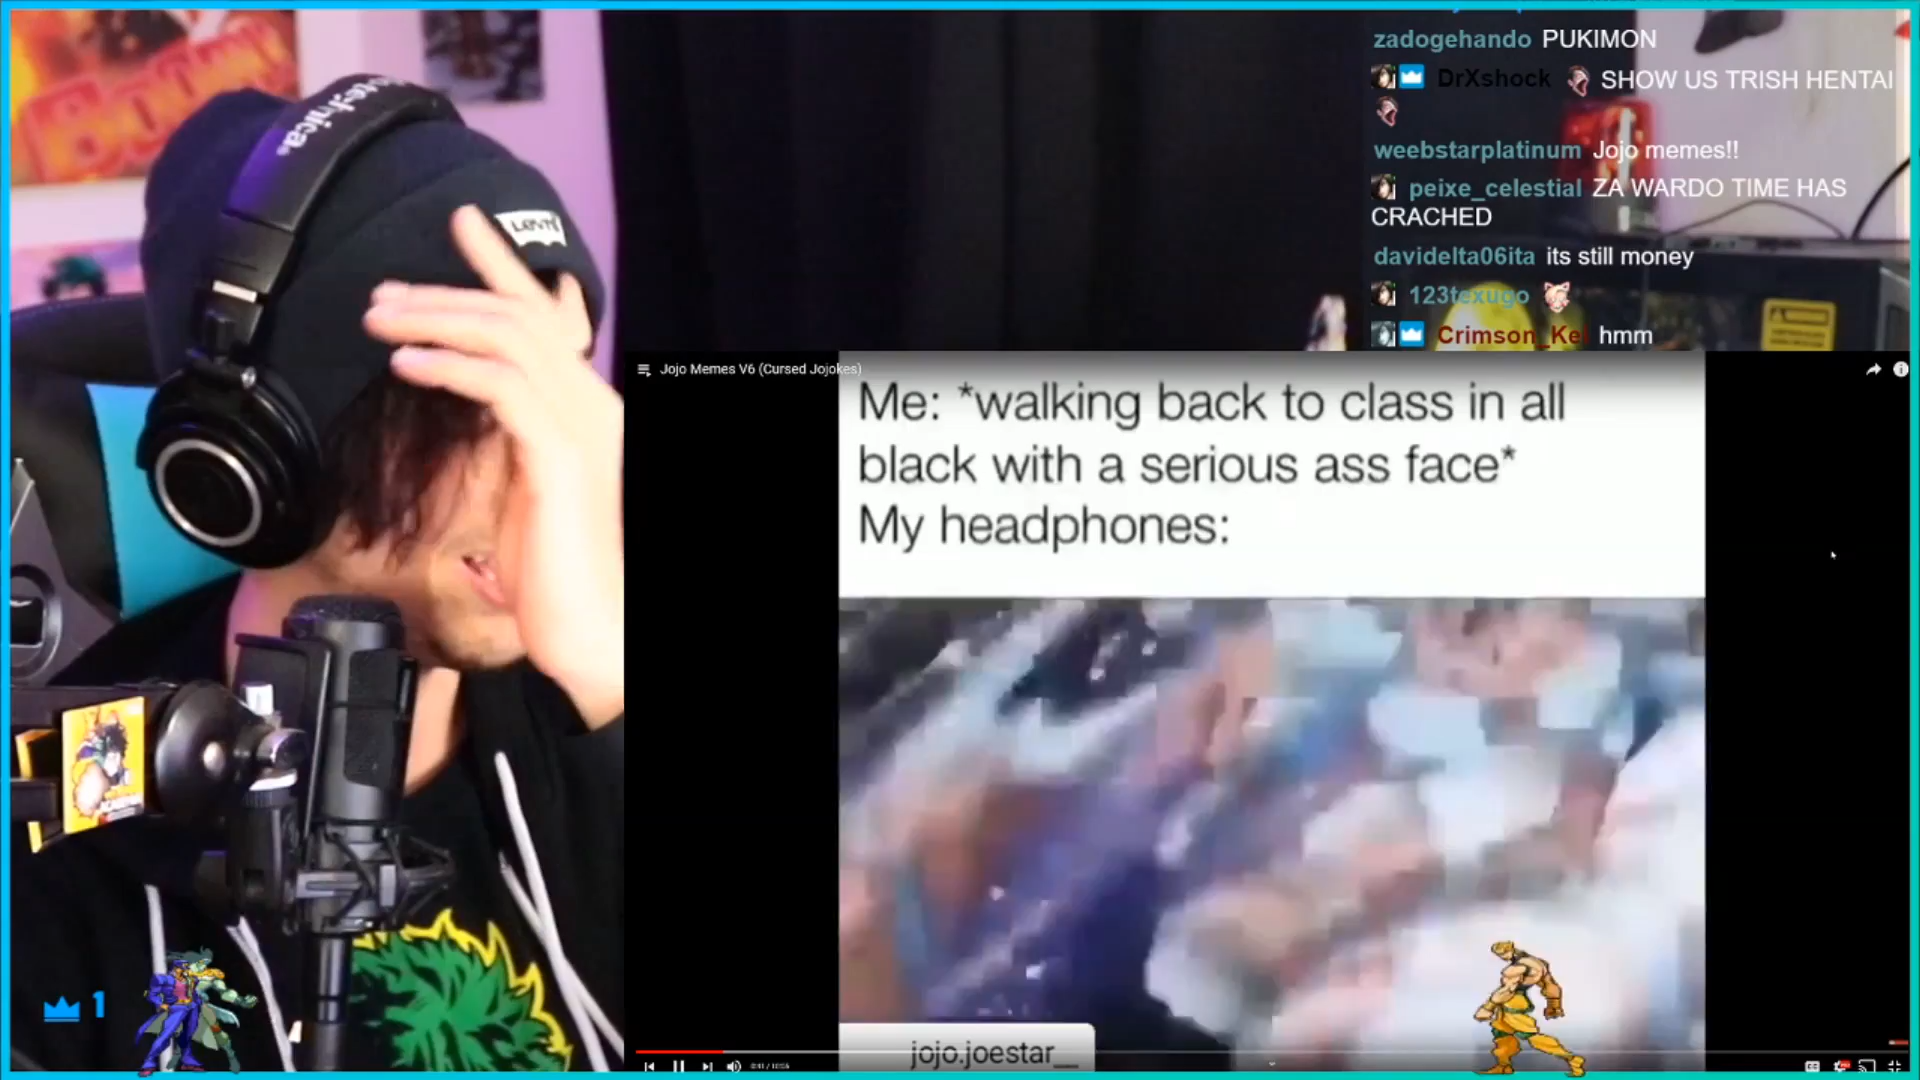 zadogehando PUKIMON
DrXshock SHOW US TRISH HENTAI
weebstarplatinum Jojo memes!!
peixe_celestial ZA WARDO TIME HAS
CRACHED
davidelta06ita its still money
123texugo
Crimson_Ke hmm
Jojo Memes V6 (Cursed Jojokes)
Me: *walking back to class in all
black with a serious ass face*
My headphones:
jojo.joestar__
Levi's
1